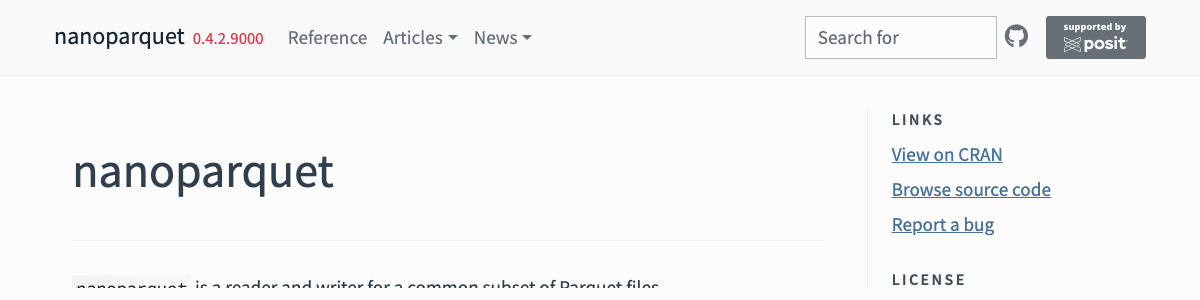 nanoparquet 0.4.2.9000 Reference Articles News Search for supported by posit
nanoparquet
nanoparquet is a reader and writer for a common subset of Parquet files.
LINKS
View on CRAN
Browse source code
Report a bug
LICENSE